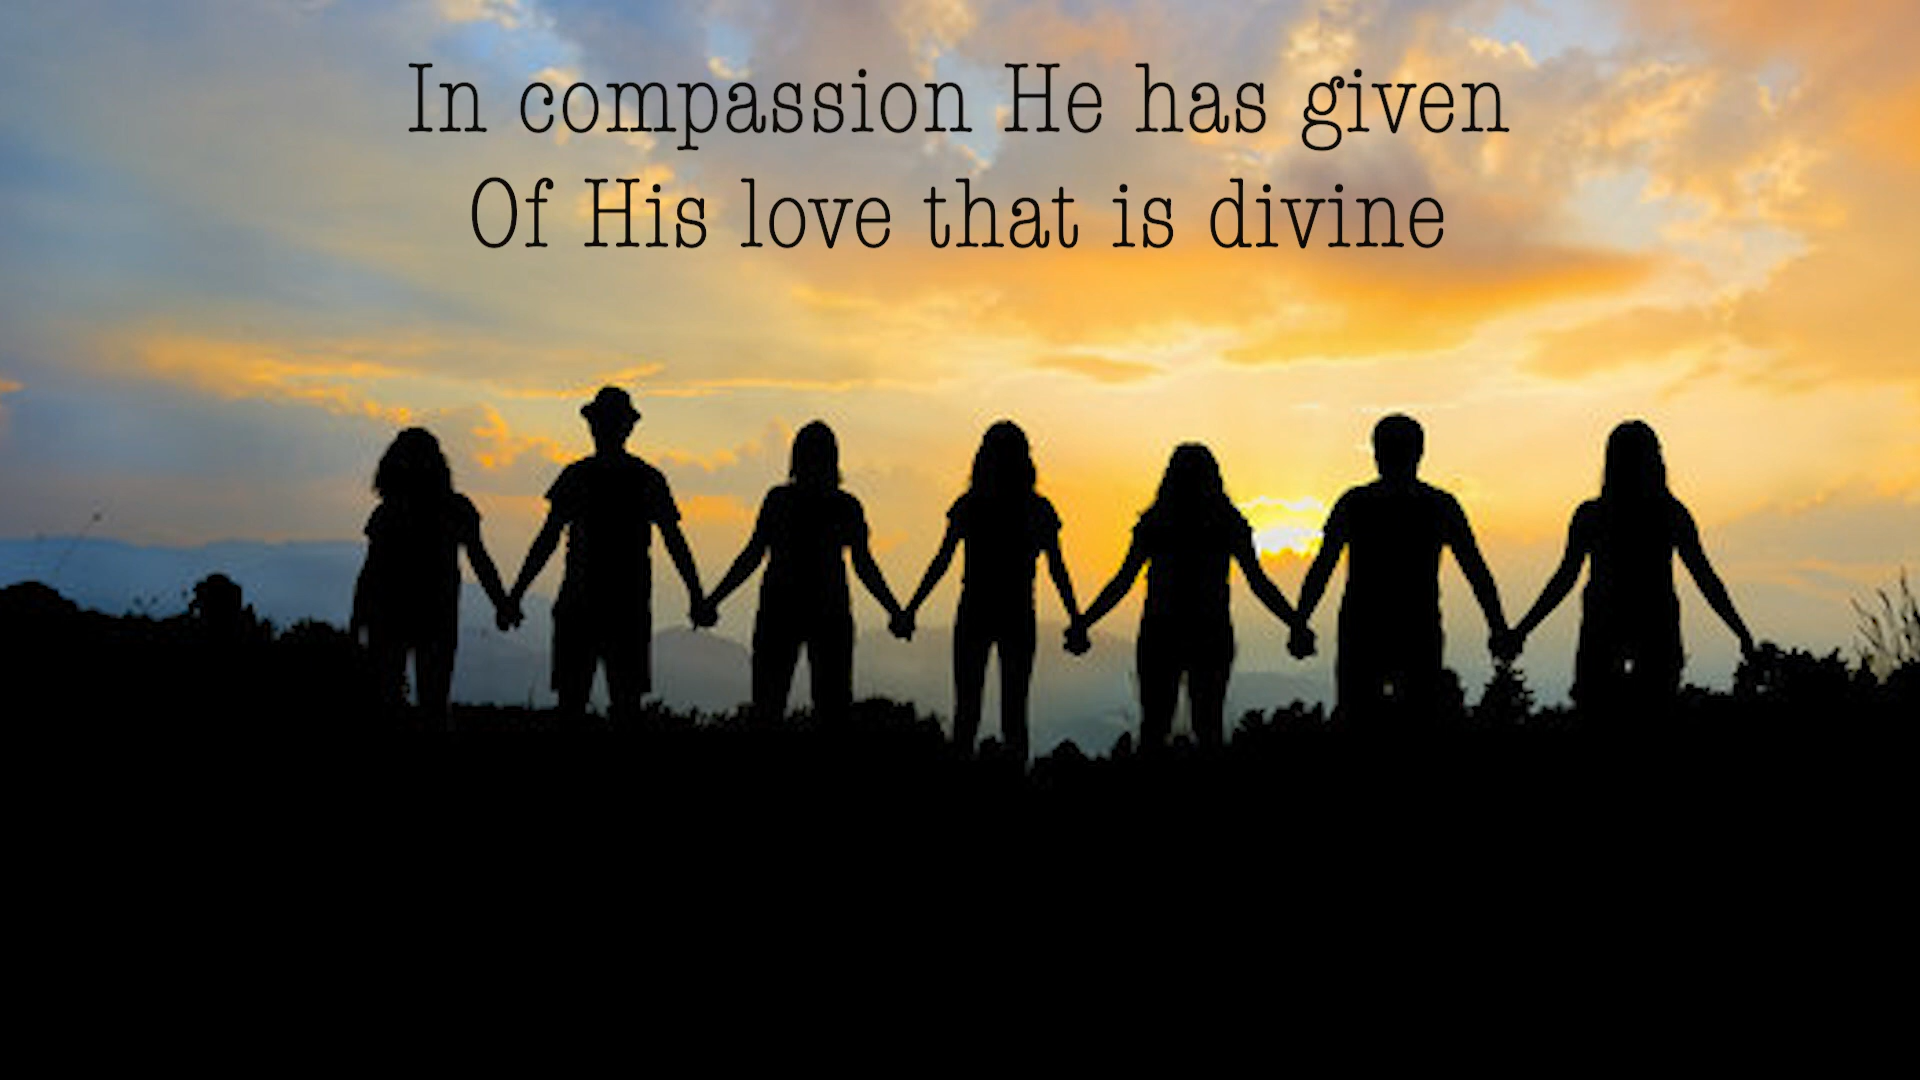 In compassion He has given
Of His love that is divine